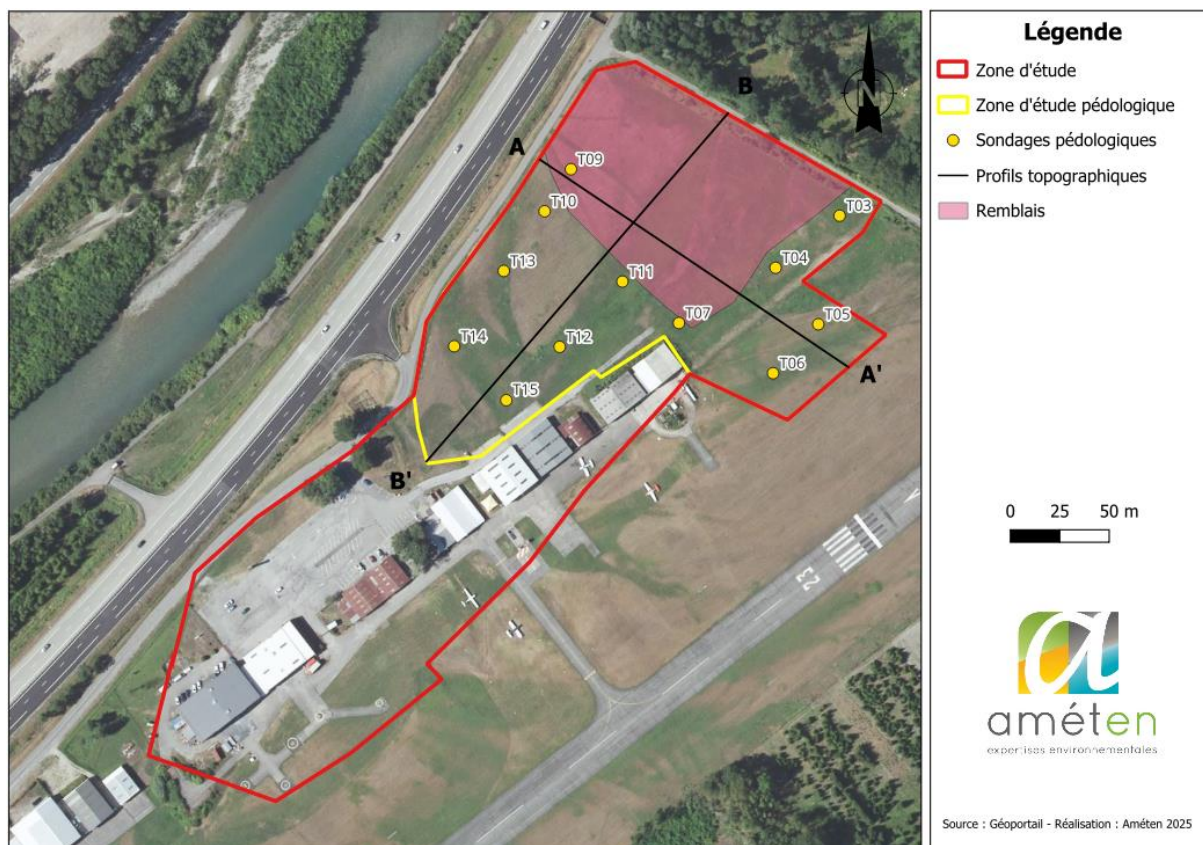 Légende
Zone d'étude
Zone d'étude pédologique
Sondages pédologiques
Profils topographiques
Remblais
N
B
A
T09
T10
T03
T13
T04
T11
T07
T05
T14
T12
T06
A'
T15
B'
23
0 25 50 m
a
améten
expertises environnementales
Source : Géoportail - Réalisation : Améten 2025